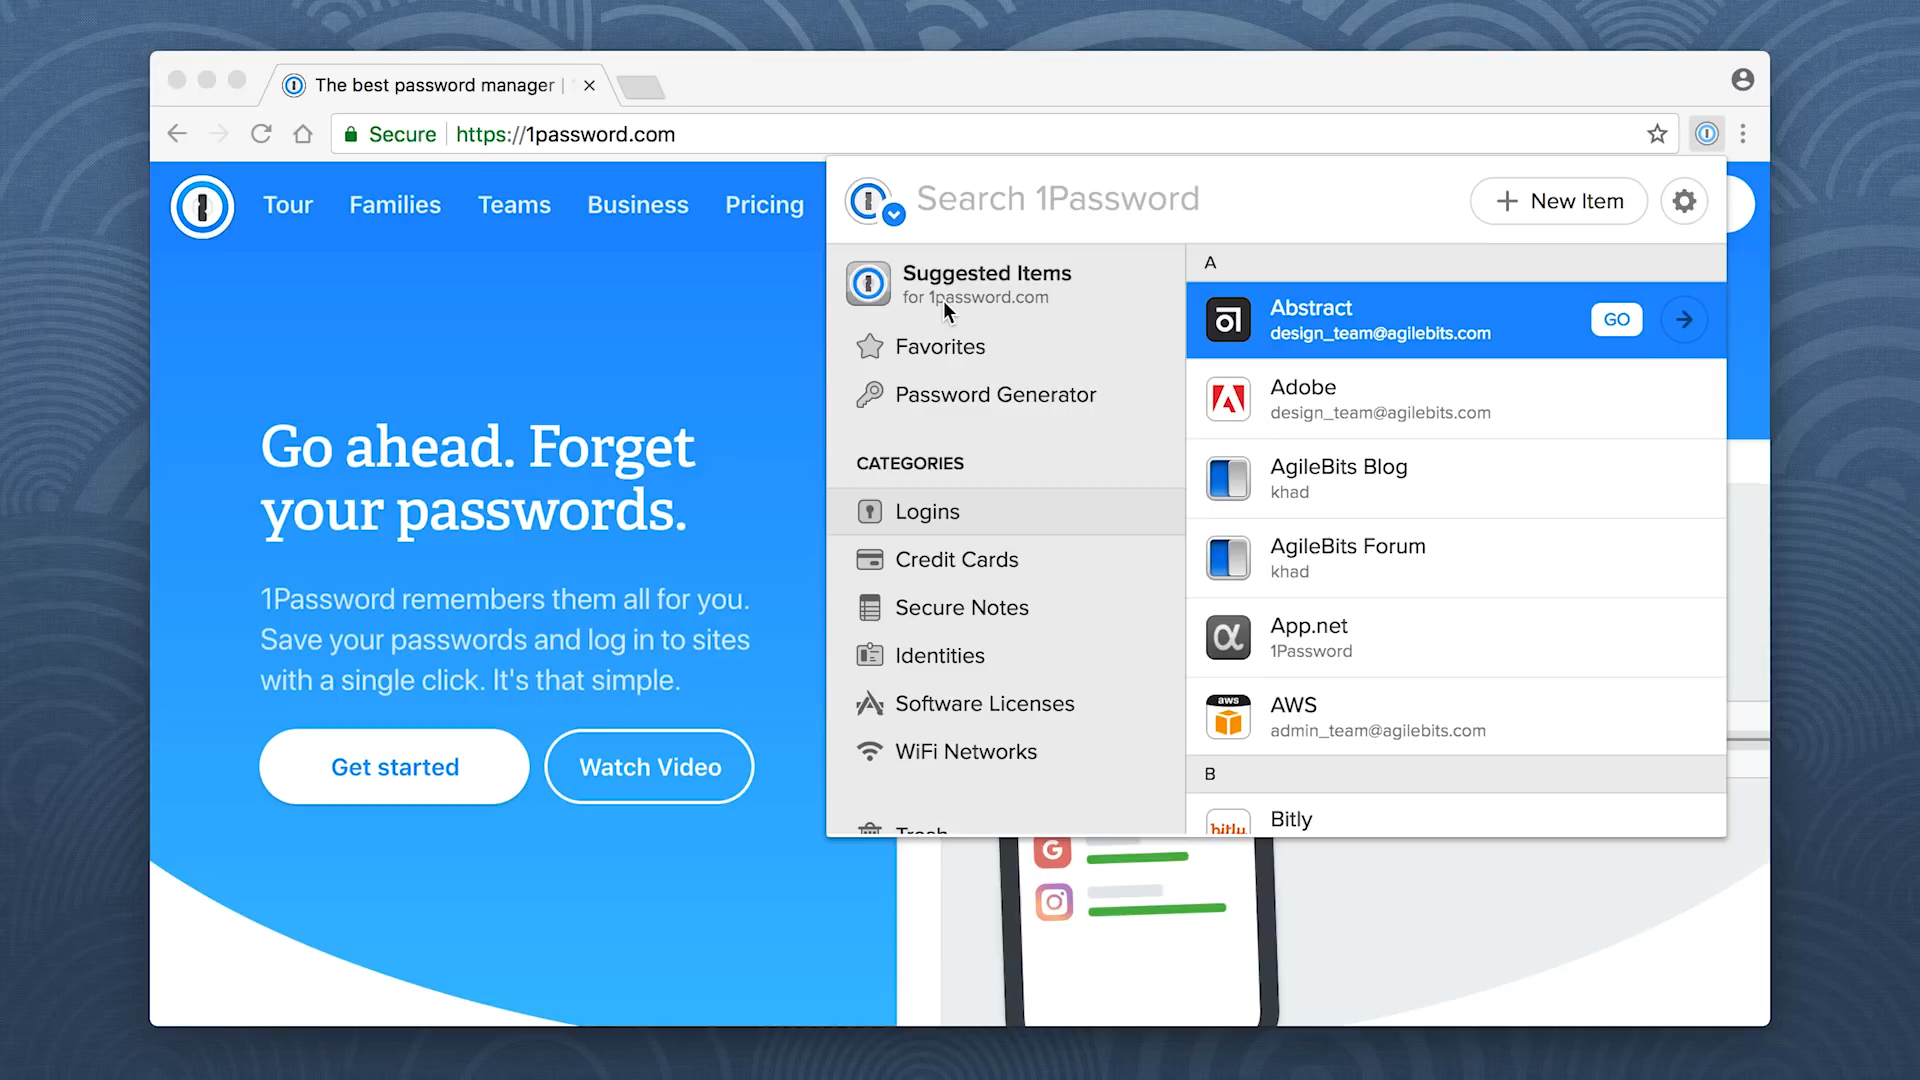 The best password manager |
Secure https://1password.com
Tour Families Teams Business Pricing
Search 1Password
New Item
Suggested Items
for 1password.com
Favorites
Password Generator
CATEGORIES
Logins
Credit Cards
Secure Notes
Identities
Software Licenses
WiFi Networks
Trash
A
Abstract
design_team@agilebits.com
GO
Adobe
design_team@agilebits.com
AgileBits Blog
khad
AgileBits Forum
khad
App.net
1Password
aws
AWS
admin_team@agilebits.com
B
bitly
Bitly
Go ahead. Forget
your passwords.
1Password remembers them all for you.
Save your passwords and log in to sites
with a single click. It's that simple.
Get started
Watch Video
G